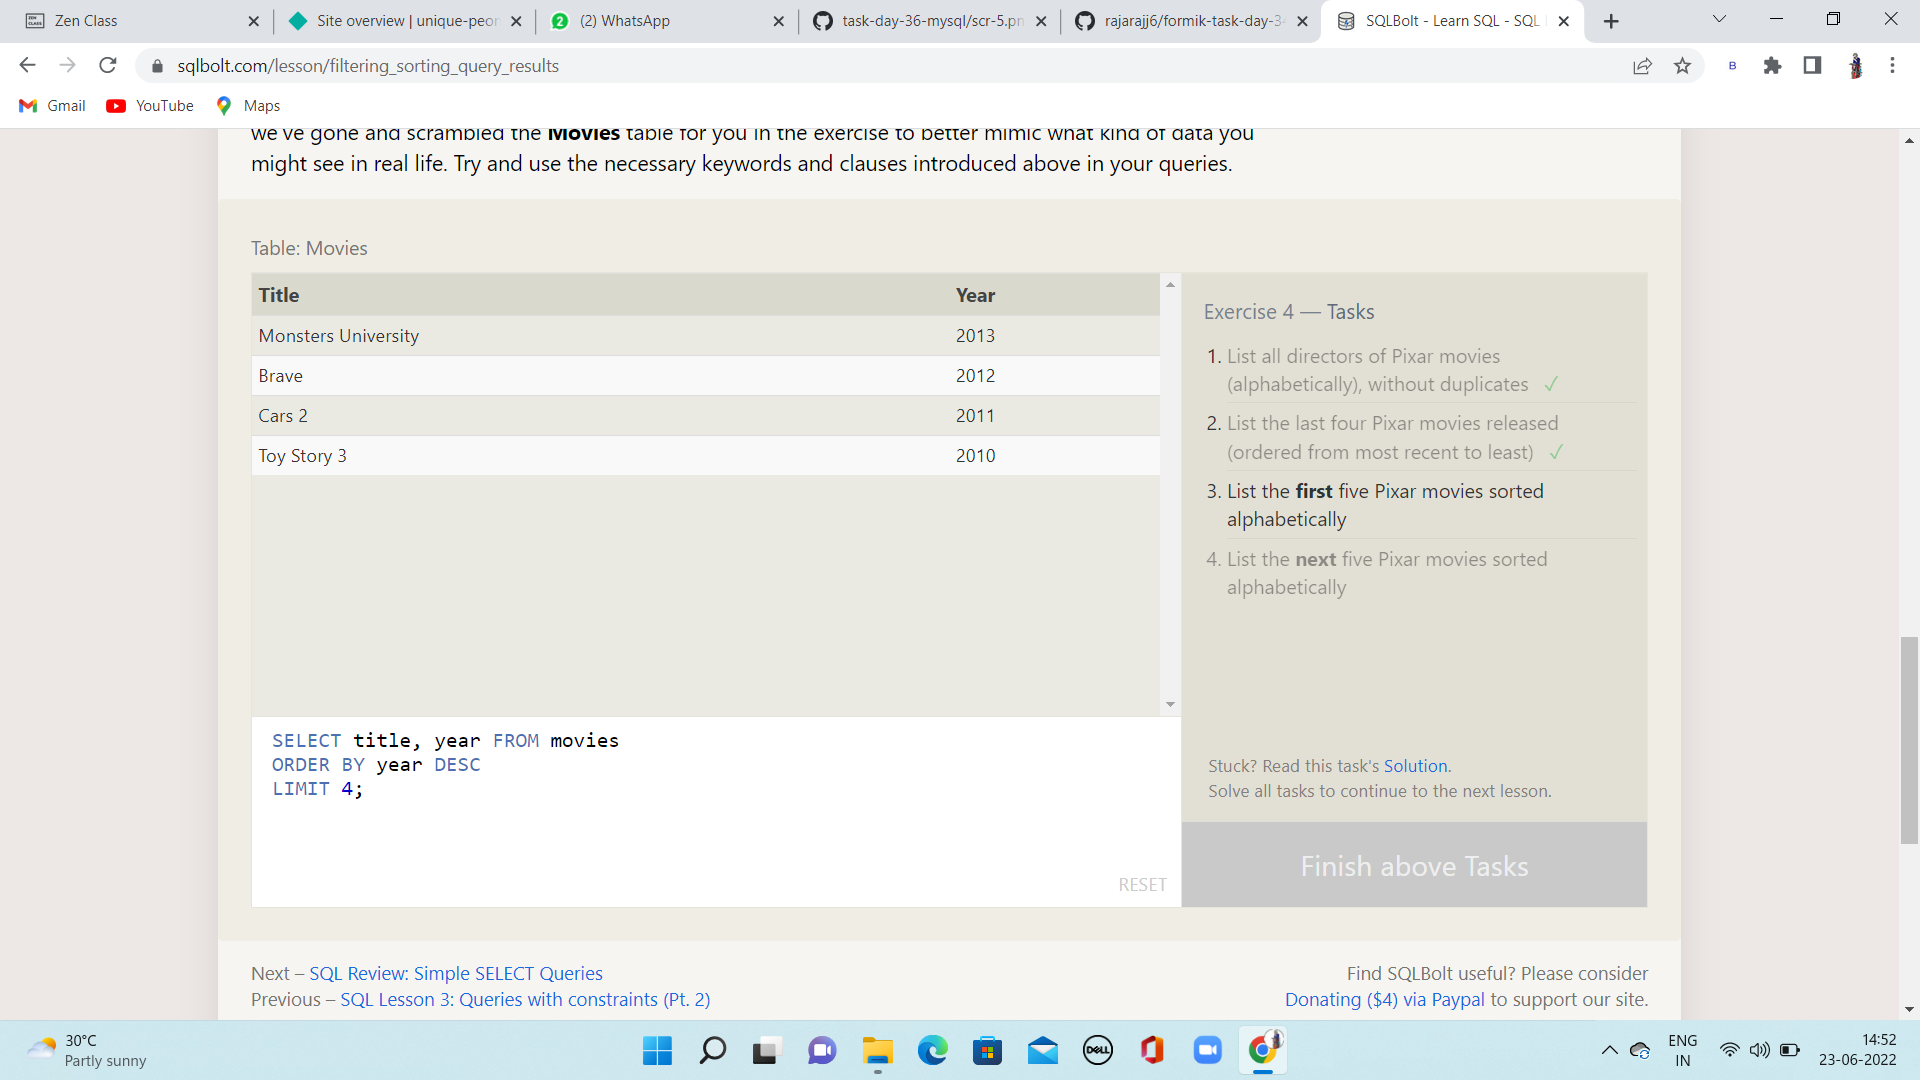 Zen Class
Site overview | unique-peor
(2) WhatsApp
task-day-36-mysql/scr-5.pn
rajarajj6/formik-task-day-34
SQLBolt - Learn SQL - SQL
sqlbolt.com/lesson/filtering_sorting_query_results
B
Gmail
YouTube
Maps
we've gone and scrambled the Movies table for you in the exercise to better mimic what kind of data you
might see in real life. Try and use the necessary keywords and clauses introduced above in your queries.
Table: Movies
Title Year
Monsters University 2013
Brave 2012
Cars 2 2011
Toy Story 3 2010
Exercise 4 — Tasks
1. List all directors of Pixar movies
(alphabetically), without duplicates ✓
2. List the last four Pixar movies released
(ordered from most recent to least) ✓
3. List the first five Pixar movies sorted
alphabetically
4. List the next five Pixar movies sorted
alphabetically
SELECT title, year FROM movies
ORDER BY year DESC
LIMIT 4;
RESET
Stuck? Read this task's Solution.
Solve all tasks to continue to the next lesson.
Finish above Tasks
Next – SQL Review: Simple SELECT Queries
Previous – SQL Lesson 3: Queries with constraints (Pt. 2)
Find SQLBolt useful? Please consider
Donating ($4) via Paypal to support our site.
30°C
Partly sunny
DELL
ENG
IN
14:52
23-06-2022